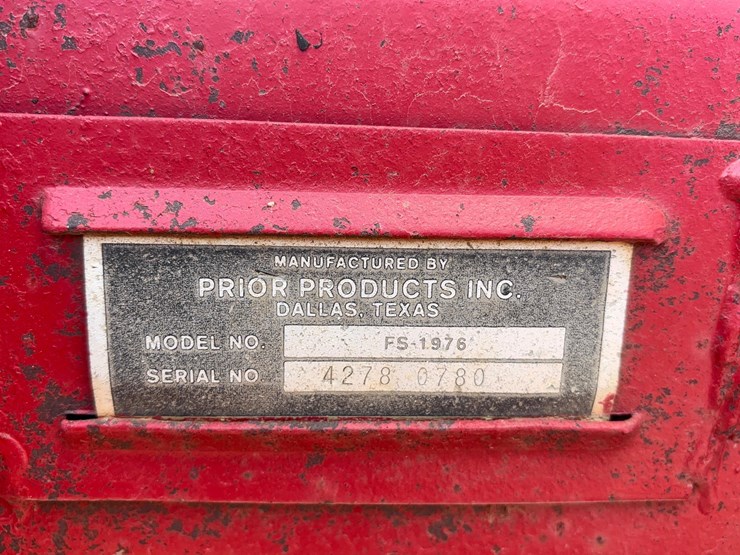 MANUFACTURED BY
PRIOR PRODUCTS INC.
DALLAS, TEXAS
MODEL NO. FS-1976
SERIAL NO 4278 0780